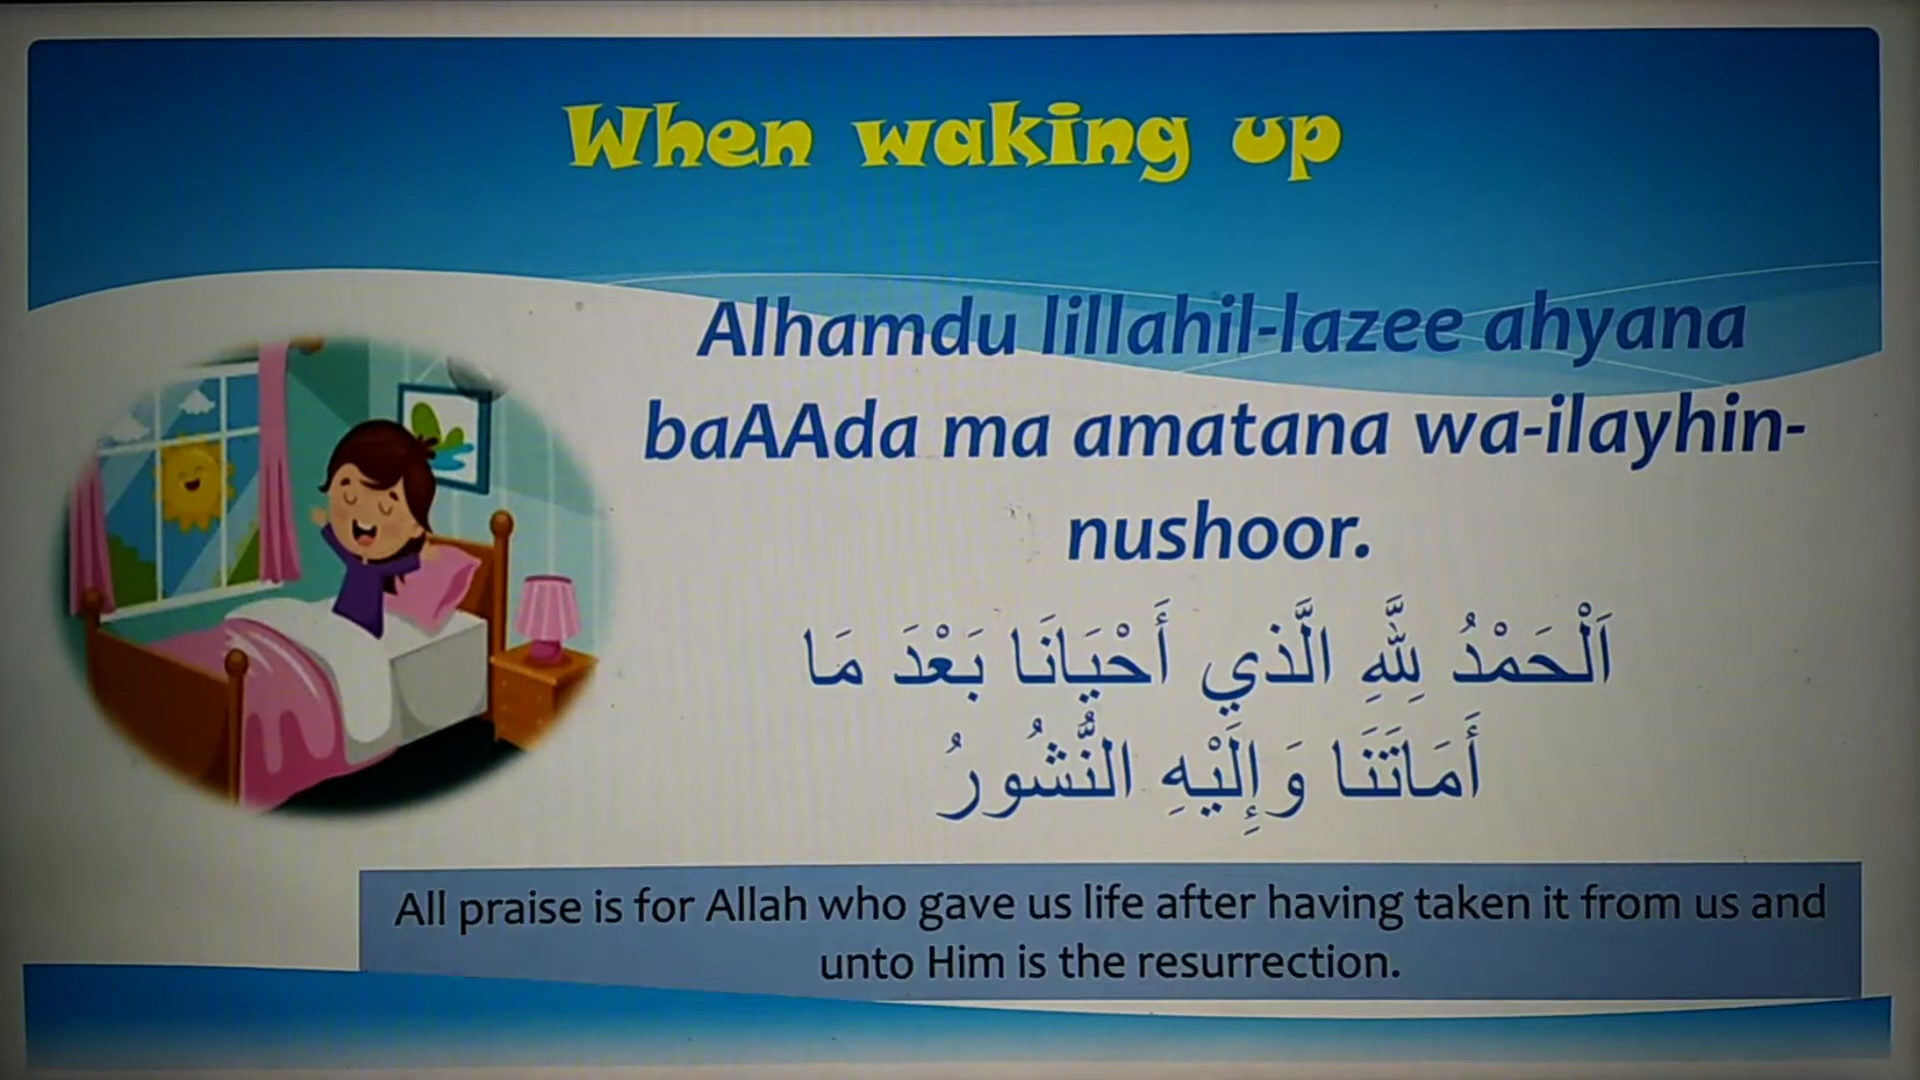 When waking up
Alhamdu lillahil-lazee ahyana
baAAda ma amatana wa-ilayhin-
nushoor.
اَلْحَمْدُ لِلَّهِ الَّذِي أَحْيَانَا بَعْدَ مَا
أَمَاتَنَا وَإِلَيْهِ النُّشُورُ
All praise is for Allah who gave us life after having taken it from us and
unto Him is the resurrection.